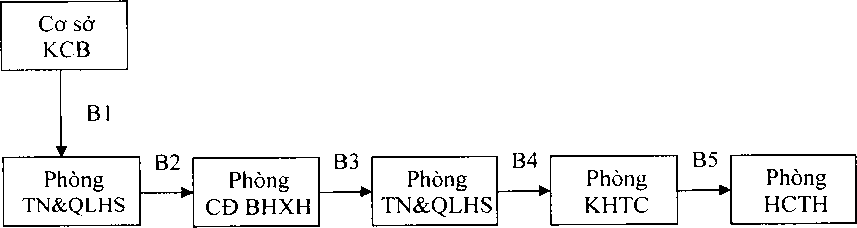 Cơ sở
KCB
B1
B2
B3
B4
B5
Phòng
TN&QLHS
Phòng
CĐ BHXH
Phòng
TN&QLHS
Phòng
KHTC
Phòng
HCTH